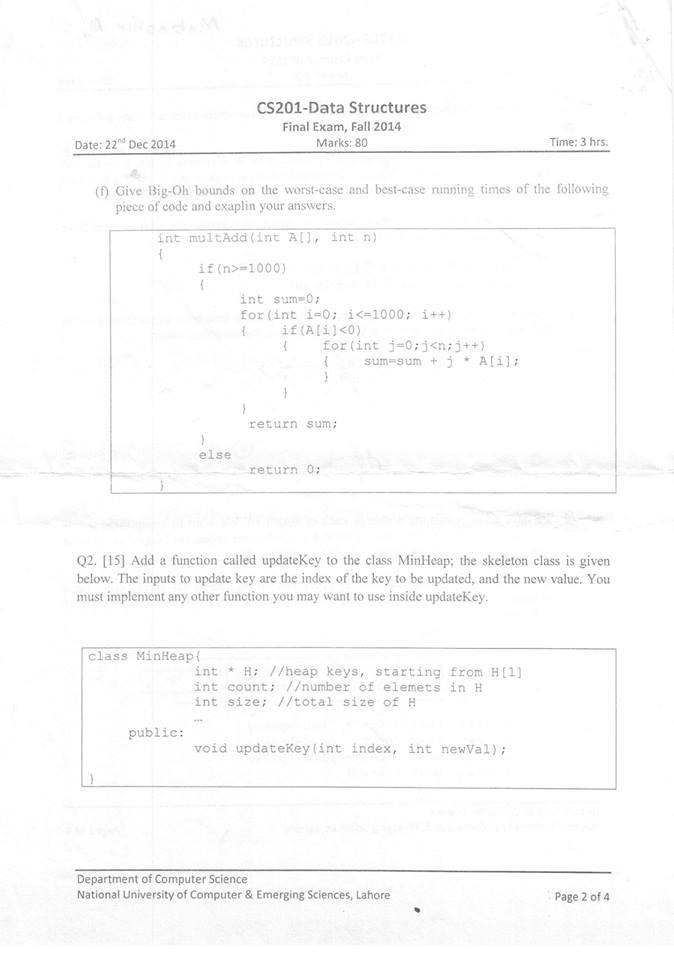 CS201-Data Structures
Final Exam, Fall 2014
Date: 22nd Dec 2014 Marks: 80 Time: 3 hrs.
(f) Give Big-Oh bounds on the worst-case and best-case running times of the following
piece of code and exaplin your answers.
int multAdd(int A[], int n)
{
if(n>=1000)
{
int sum=0;
for(int i=0; i<=1000; i++)
{ if(A[i]<0)
{ for(int j=0;j<n;j++)
{ sum=sum + j * A[i];
}
}
}
return sum;
}
else
return 0;
}
Q2. [15] Add a function called updateKey to the class MinHeap; the skeleton class is given
below. The inputs to update key are the index of the key to be updated, and the new value. You
must implement any other function you may want to use inside updateKey.
class MinHeap{
int * H; //heap keys, starting from H[1]
int count; //number of elemets in H
int size; //total size of H
...
public:
void updateKey(int index, int newVal);
}
Department of Computer Science
National University of Computer & Emerging Sciences, Lahore Page 2 of 4